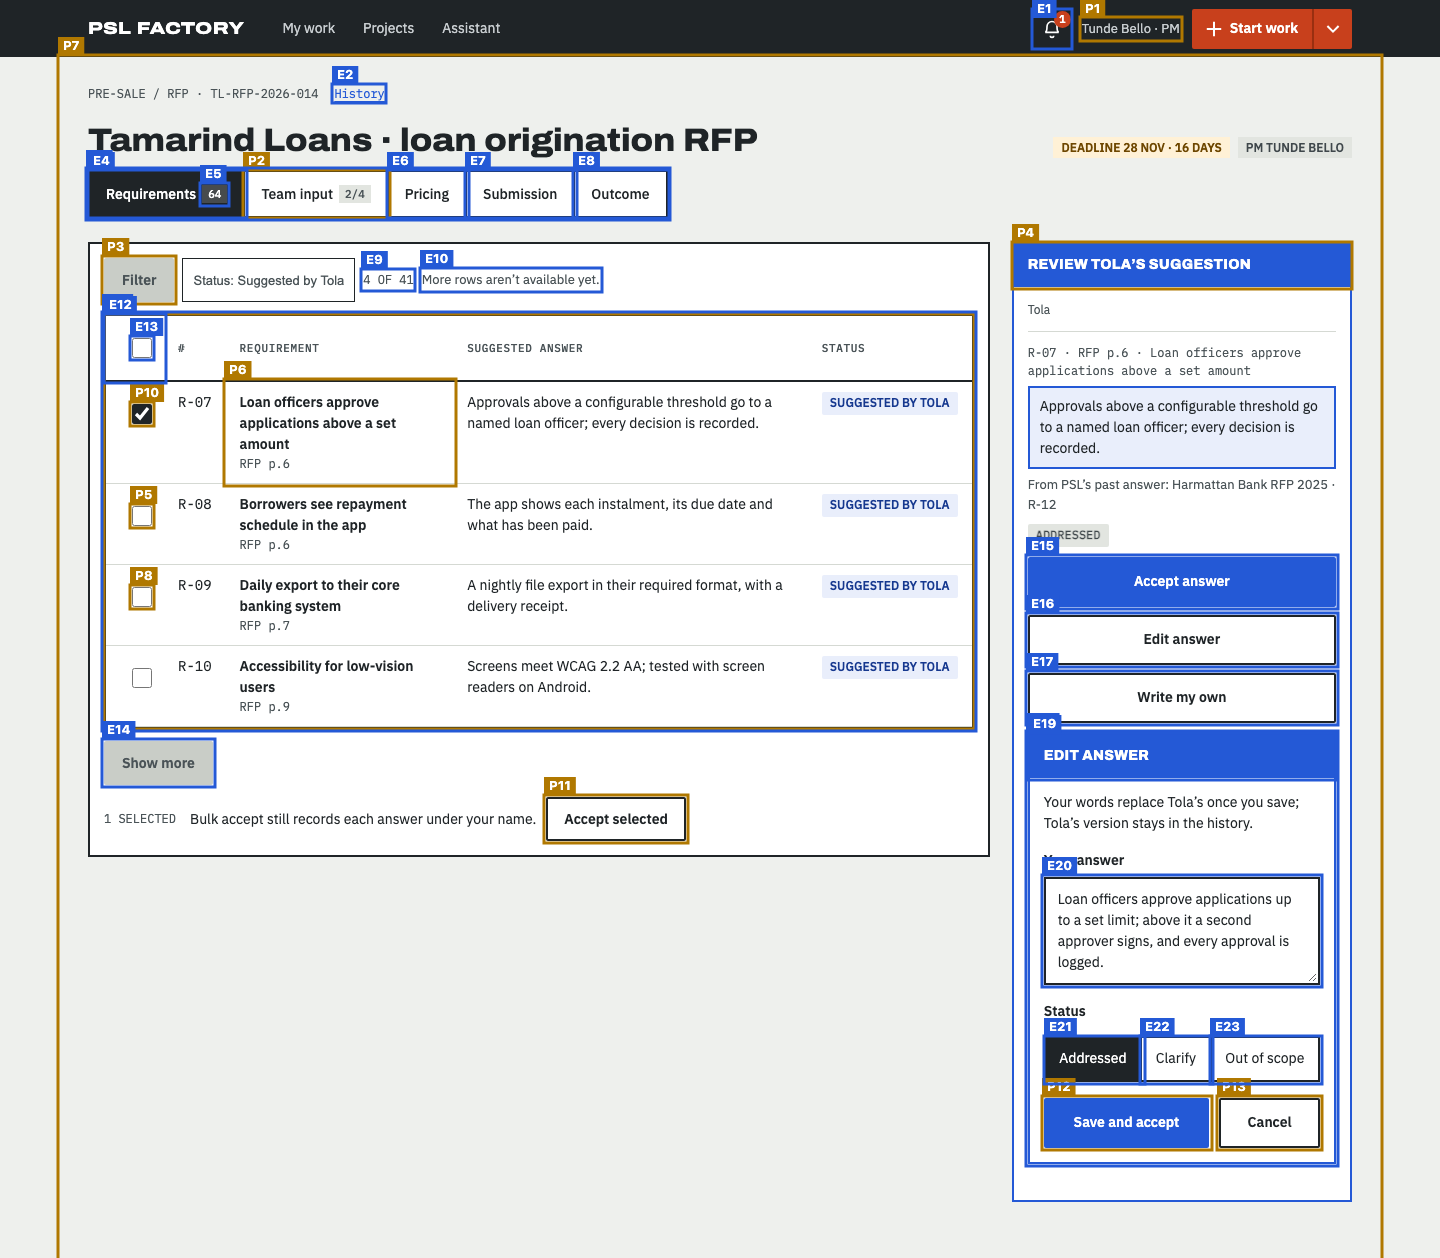 PSL FACTORY
My work
Projects
Assistant
E1
1
P1
Tunde Bello · PM
Start work
P7
PRE-SALE / RFP · TL-RFP-2026-014
E2
History
Tamarind Loans · loan origination RFP
DEADLINE 28 NOV · 16 DAYS
PM TUNDE BELLO
E4
E5
P2
E6
E7
E8
Requirements 64
Team input 2/4
Pricing
Submission
Outcome
P3
Filter
Status: Suggested by Tola
E9
4 OF 41
E10
More rows aren’t available yet.
E12
E13
#
REQUIREMENT
SUGGESTED ANSWER
STATUS
P6
P10
R-07
Loan officers approve
applications above a set
amount
RFP p.6
Approvals above a configurable threshold go to a
named loan officer; every decision is recorded.
SUGGESTED BY TOLA
P5
R-08
Borrowers see repayment
schedule in the app
RFP p.6
The app shows each instalment, its due date and
what has been paid.
SUGGESTED BY TOLA
P8
R-09
Daily export to their core
banking system
RFP p.7
A nightly file export in their required format, with a
delivery receipt.
SUGGESTED BY TOLA
R-10
Accessibility for low-vision
users
RFP p.9
Screens meet WCAG 2.2 AA; tested with screen
readers on Android.
SUGGESTED BY TOLA
E14
Show more
P11
1 SELECTED
Bulk accept still records each answer under your name.
Accept selected
P4
REVIEW TOLA’S SUGGESTION
Tola
R-07 · RFP p.6 · Loan officers approve
applications above a set amount
Approvals above a configurable threshold go
to a named loan officer; every decision is
recorded.
From PSL’s past answer: Harmattan Bank RFP 2025 ·
R-12
ADDRESSED
E15
Accept answer
E16
Edit answer
E17
Write my own
E19
EDIT ANSWER
Your words replace Tola’s once you save;
Tola’s version stays in the history.
answer
E20
Loan officers approve applications up
to a set limit; above it a second
approver signs, and every approval is
logged.
Status
E21
E22
E23
Addressed
Clarify
Out of scope
P12
P13
Save and accept
Cancel